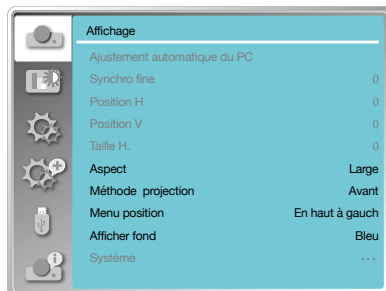 Affichage
Ajustement automatique du PC
Synchro fine 0
Position H 0
Position V 0
Taille H. 0
Aspect Large
Méthode projection Avant
Menu position En haut à gauch
Afficher fond Bleu
Système ...